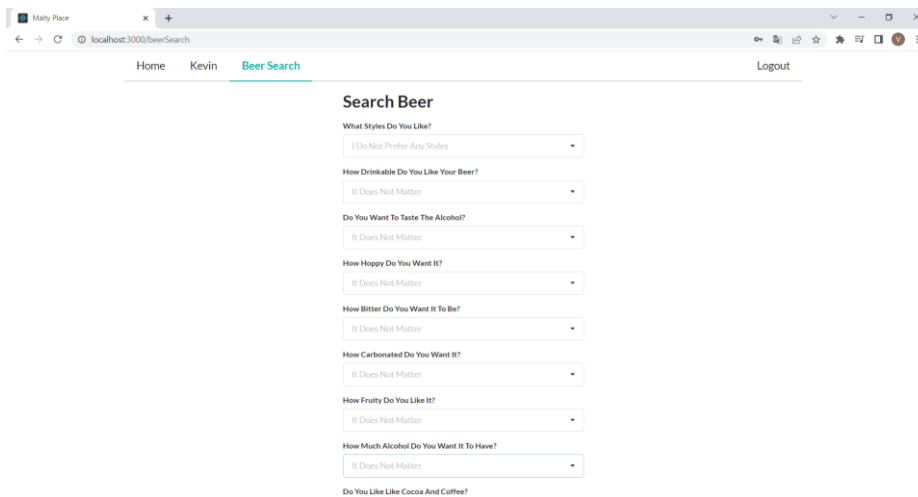 Malty Place
localhost:3000/beerSearch
V
Home Kevin Beer Search Logout
Search Beer
What Styles Do You Like?
I Do Not Prefer Any Styles
How Drinkable Do You Like Your Beer?
It Does Not Matter
Do You Want To Taste The Alcohol?
It Does Not Matter
How Hoppy Do You Want It?
It Does Not Matter
How Bitter Do You Want It To Be?
It Does Not Matter
How Carbonated Do You Want It?
It Does Not Matter
How Fruity Do You Like It?
It Does Not Matter
How Much Alcohol Do You Want It To Have?
It Does Not Matter
Do You Like Like Cocoa And Coffee?